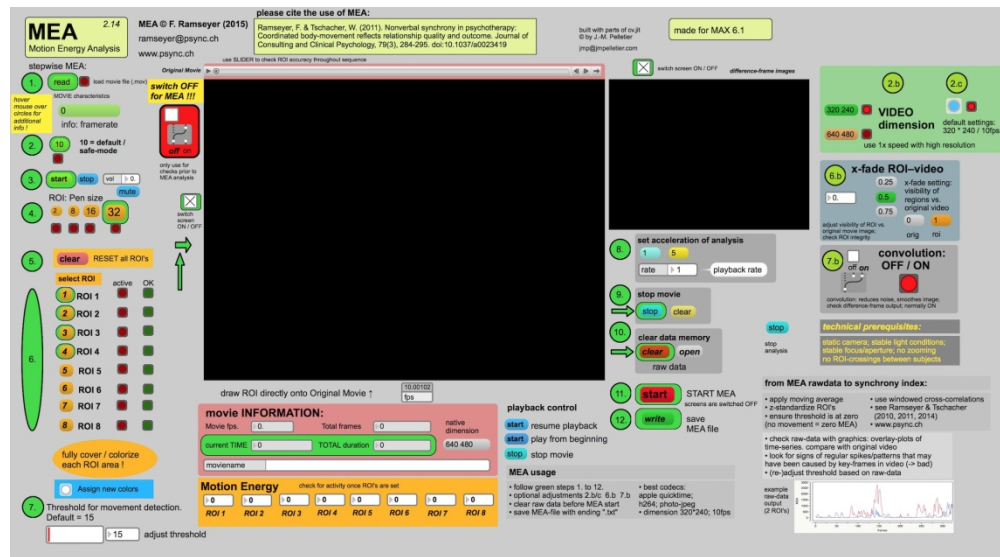 MEA 2.14
Motion Energy Analysis
MEA © F. Ramseyer (2015)
ramseyer@psync.ch
www.psync.ch
please cite the use of MEA:
Ramseyer, F. & Tschacher, W. (2011). Nonverbal synchrony in psychotherapy:
Coordinated body-movement reflects relationship quality and outcome. Journal of
Consulting and Clinical Psychology, 79(3), 284-295. doi:10.1037/a0023419
built with parts of cv.jit
© by J.-M. Pelletier
jmp@jmpelletier.com
made for MAX 6.1
use SLIDER to check ROI accuracy throughout sequence
Original Movie
switch screen ON / OFF
difference-frame images
stepwise MEA:
1.
read
load movie file (.mov)
MOVIE characteristics
0
info: framerate
hover
mouse over
circles for
additional
info !
2.
10
10 = default /
safe-mode
3.
start
stop
vol
0.
mute
4.
ROI: Pen size
2
8
16
32
switch OFF
for MEA !!!
off on
only use for
checks prior to
MEA analysis
switch
screen
ON / OFF
5.
clear
RESET all ROI's
select ROI
active
OK
6.
1 ROI 1
2 ROI 2
3 ROI 3
4 ROI 4
5 ROI 5
6 ROI 6
7 ROI 7
8 ROI 8
fully cover / colorize
each ROI area !
Assign new colors
7.
Threshold for movement detection.
Default = 15
15
adjust threshold
draw ROI directly onto Original Movie ↑
10.00102
fps
movie INFORMATION:
Movie fps.
0.
Total frames
0
native
dimension
current TIME
0
TOTAL duration
0
640 480
moviename
Motion Energy
check for activity once ROI's are set
0 0 0 0 0 0 0 0
ROI 1 ROI 2 ROI 3 ROI 4 ROI 5 ROI 6 ROI 7 ROI 8
playback control
start resume playback
start play from beginning
stop stop movie
MEA usage
• follow green steps 1. to 12.
• optional adjustments 2.b/c 6.b 7.b
• clear raw data before MEA start
• save MEA-file with ending ".txt"
• best codecs:
apple quicktime;
h264; photo-jpeg
• dimension 320*240; 10fps
8.
set acceleration of analysis
1
5
rate
1
playback rate
9.
stop movie
stop
clear
10.
clear data memory
clear
open
raw data
11.
start
START MEA
screens are switched OFF
12.
write
save
MEA file
stop
stop
analysis
2.b
2.c
320 240
640 480
VIDEO
dimension
default settings:
320 * 240 / 10fps
use 1x speed with high resolution
6.b
x-fade ROI–video
0.
0.25
0.5
0.75
x-fade setting:
visibility of
regions vs.
original video
0
1
orig
roi
adjust visibility of ROI vs.
original movie image:
check ROI integrity
7.b
off on
convolution:
OFF / ON
convolution: reduces noise, smoothes image;
check difference-frame output; normally ON
technical prerequisites:
static camera; stable light conditions;
stable focus/aperture; no zooming
no ROI-crossings between subjects
from MEA rawdata to synchrony index:
• apply moving average
• z-standardize ROI's
• ensure threshold is at zero
(no movement = zero MEA)
• use windowed cross-correlations
• see Ramseyer & Tschacher
(2010, 2011, 2014)
• www.psync.ch
• check raw-data with graphics: overlay-plots of
time-series. compare with original video
• look for signs of regular spikes/patterns that may
have been caused by key-frames in video (-> bad)
• (re-)adjust threshold based on raw-data
example
raw-data
output
(2 ROI's)